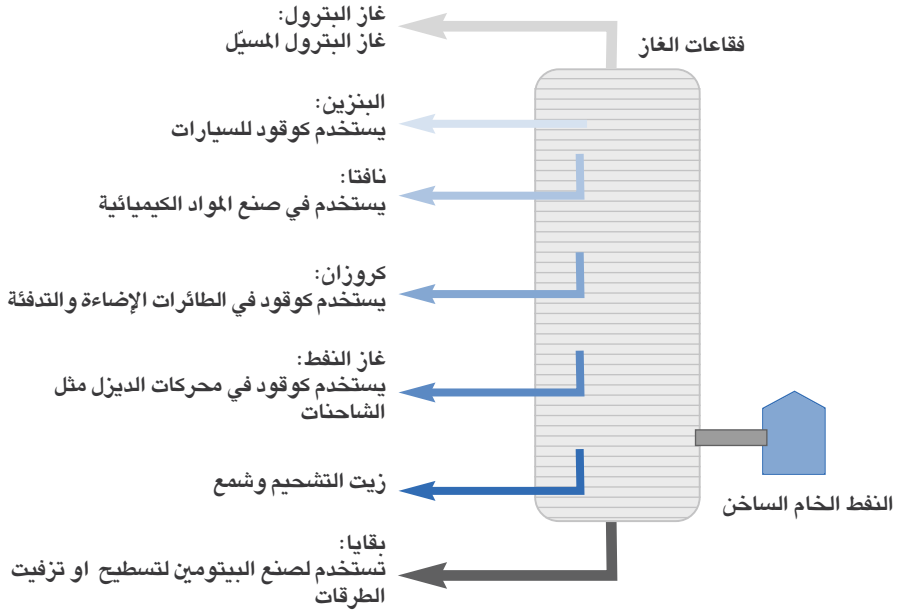 غاز البترول:
غاز البترول المسيّل
فقاعات الغاز
البنزين:
يستخدم كوقود للسيارات
نافتا:
يستخدم في صنع المواد الكيميائية
كروزان:
يستخدم كوقود في الطائرات الإضاءة والتدفئة
غاز النفط:
يستخدم كوقود في محركات الديزل مثل
الشاحنات
زيت التشحيم وشمع
النفط الخام الساخن
بقايا:
تستخدم لصنع البيتومين لتسطيح او تزفيت
الطرقات